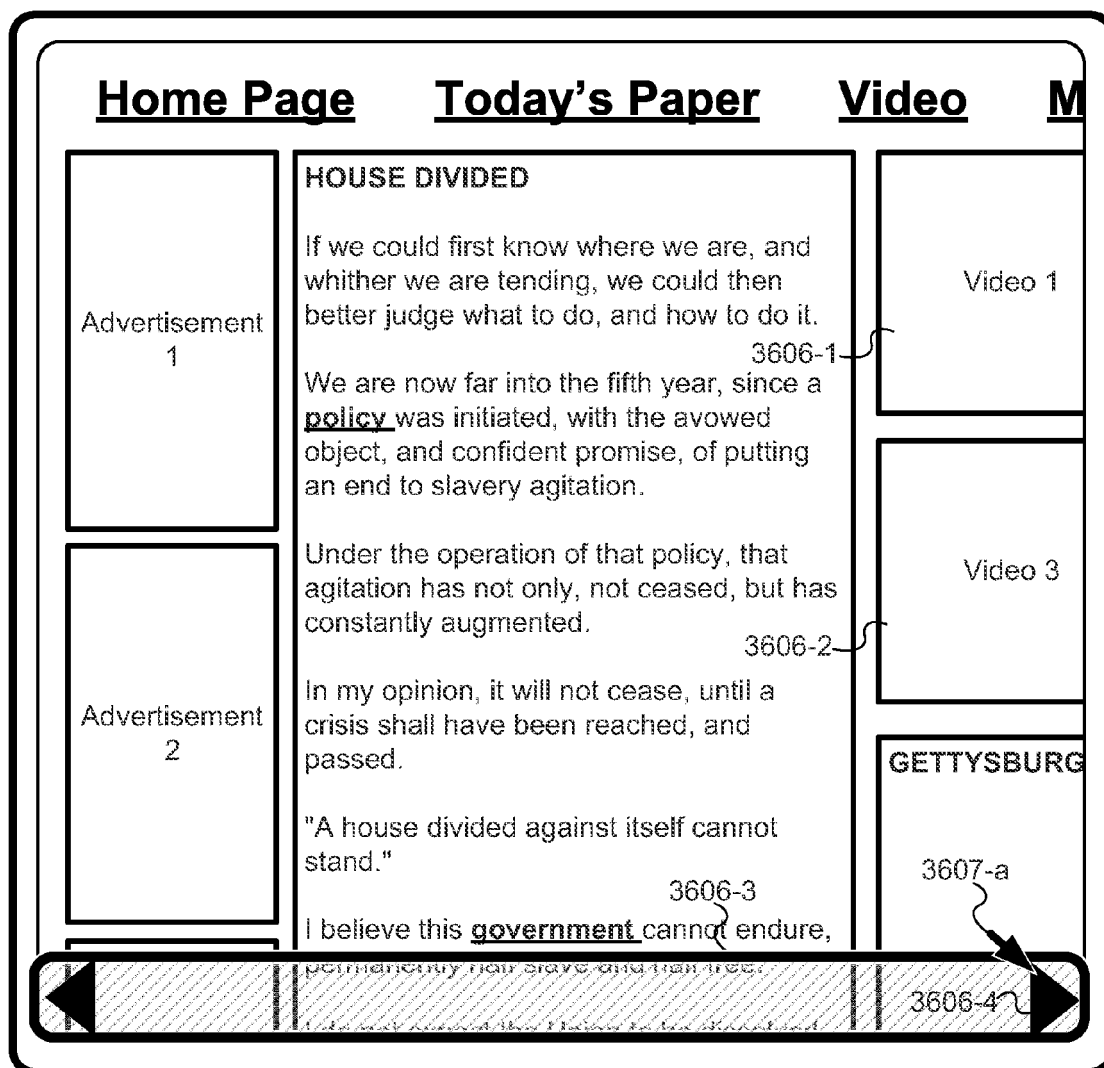 Home Page Today's Paper Video M
Advertisement
1
Advertisement
2
HOUSE DIVIDED
If we could first know where we are, and
whither we are tending, we could then
better judge what to do, and how to do it.
We are now far into the fifth year, since a
policy was initiated, with the avowed
object, and confident promise, of putting
an end to slavery agitation.
Under the operation of that policy, that
agitation has not only, not ceased, but has
constantly augmented.
In my opinion, it will not cease, until a
crisis shall have been reached, and
passed.
"A house divided against itself cannot
stand."
I believe this government cannot endure,
permanently half slave and half free.
Video 1
3606-1
Video 3
3606-2
GETTYSBURG
3607-a
3606-3
3606-4